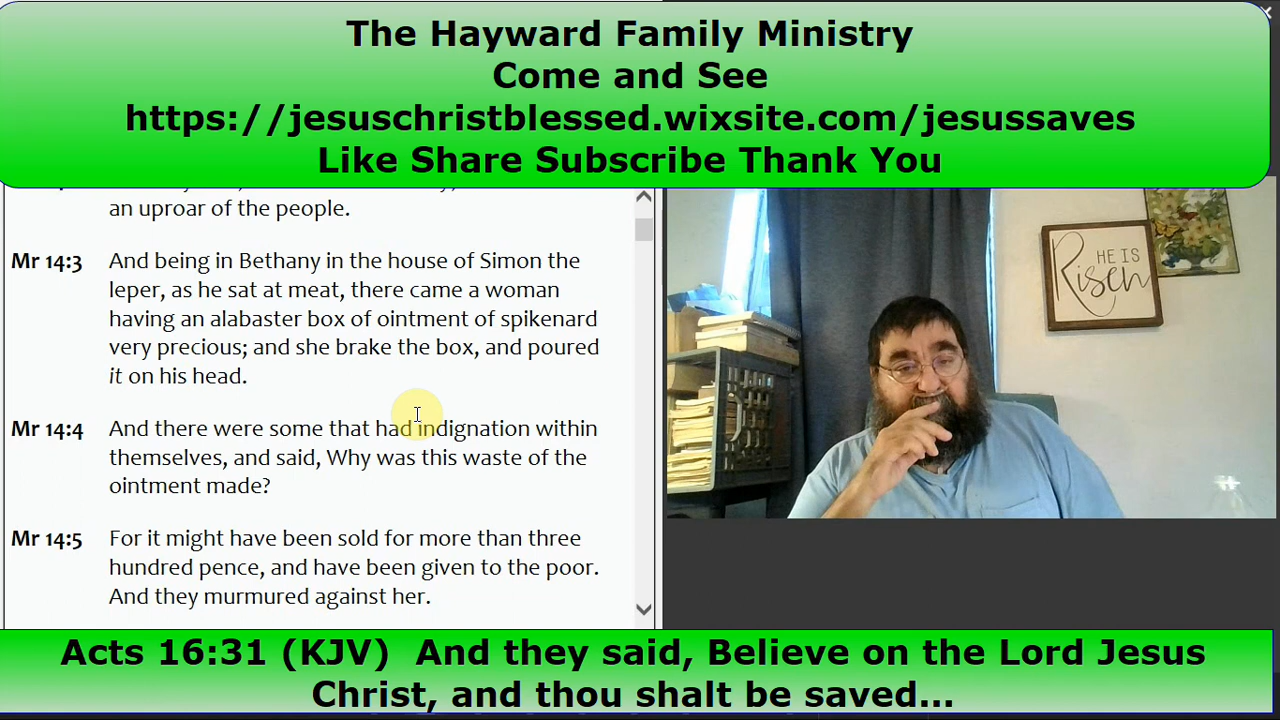 The Hayward Family Ministry
Come and See
https://jesuschristblessed.wixsite.com/jesussaves
Like Share Subscribe Thank You
an uproar of the people.
Mr 14:3 And being in Bethany in the house of Simon the
leper, as he sat at meat, there came a woman
having an alabaster box of ointment of spikenard
very precious; and she brake the box, and poured
it on his head.
Mr 14:4 And there were some that had indignation within
themselves, and said, Why was this waste of the
ointment made?
Mr 14:5 For it might have been sold for more than three
hundred pence, and have been given to the poor.
And they murmured against her.
HE IS
Risen
Acts 16:31 (KJV) And they said, Believe on the Lord Jesus
Christ, and thou shalt be saved...